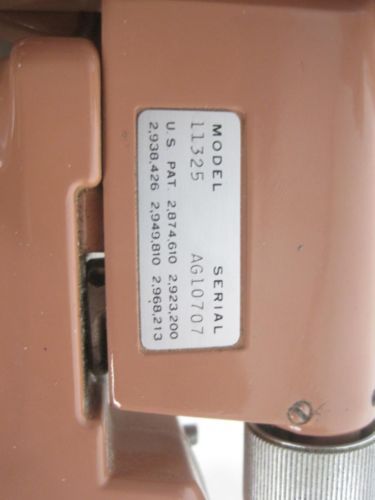 MODEL SERIAL
11325 AG10707
U.S. PAT. 2,874,610 2,923,200
2,938,426 2,949,810 2,968,213